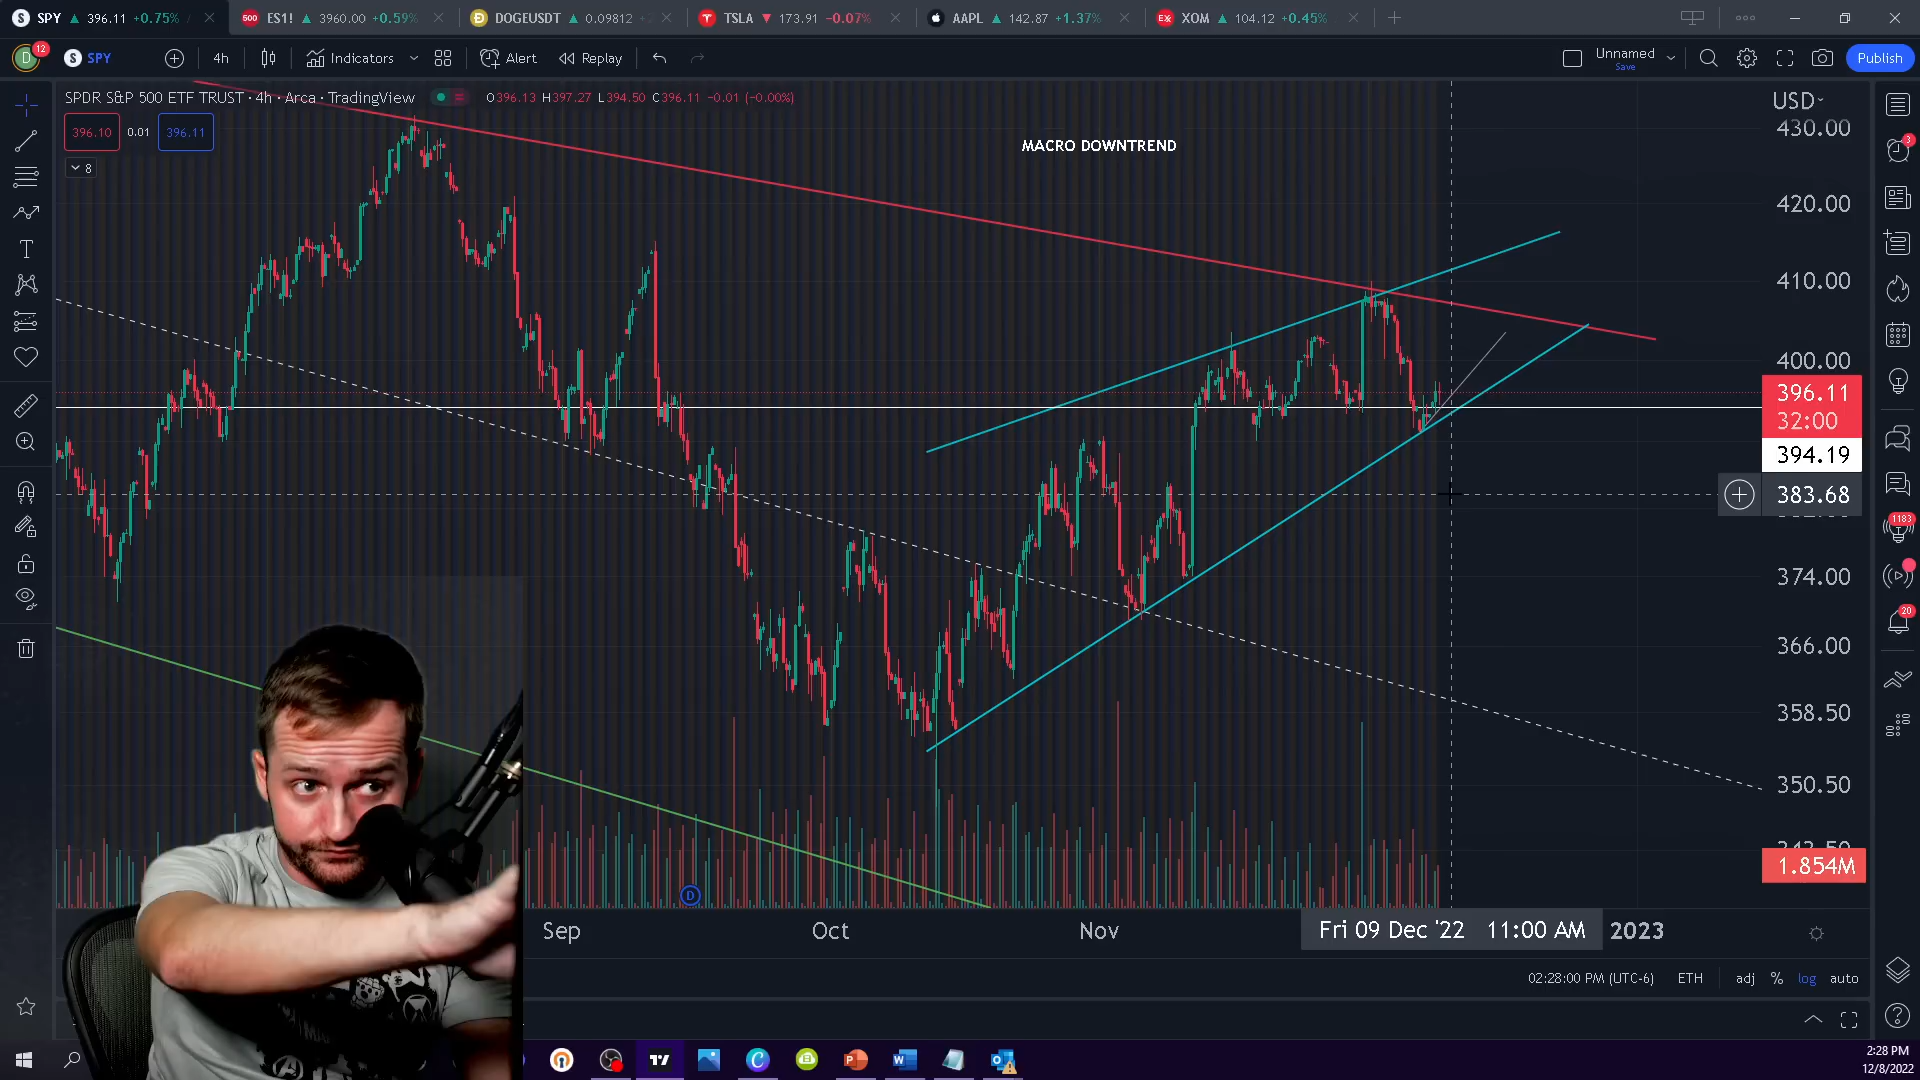 SPY 396.11 +0.75%
ES1! 3960.00 +0.59%
DOGEUSDT 0.09812
TSLA 173.91 -0.07%
AAPL 142.87 +1.37%
XOM 104.12 +0.45%
D 12 SPY 4h Indicators Alert Replay
Unnamed
Save
Publish
SPDR S&P 500 ETF TRUST · 4h · Arca · TradingView
O396.13 H397.27 L394.50 C396.11 −0.01 (−0.00%)
396.10 0.01 396.11
8
MACRO DOWNTREND
USD
430.00
420.00
410.00
400.00
396.11
32:00
394.19
383.68
374.00
366.00
358.50
350.50
1.854M
D
Sep Oct Nov Fri 09 Dec '22 11:00 AM 2023
02:28:00 PM (UTC-6) ETH adj % log auto
3
1183
20
2:28 PM
12/8/2022